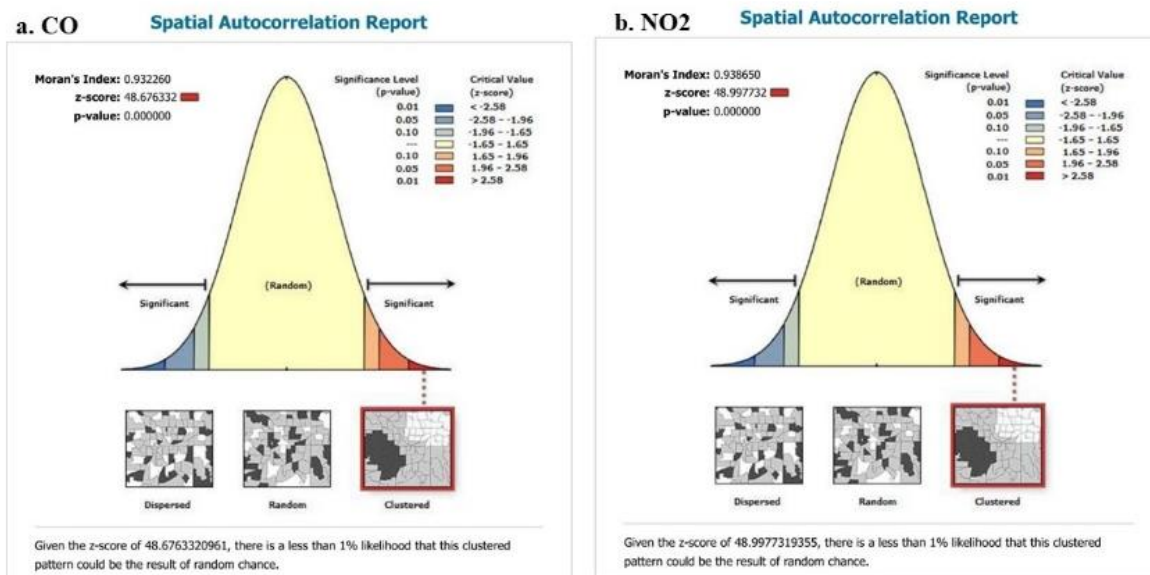 a. CO
Spatial Autocorrelation Report
Moran's Index: 0.932260
z-score: 48.676332
p-value: 0.000000
Significance Level
(p-value)
Critical Value
(z-score)
0.01 < -2.58
0.05 -2.58 - -1.96
0.10 -1.96 - -1.65
--- -1.65 - 1.65
0.10 1.65 - 1.96
0.05 1.96 - 2.58
0.01 > 2.58
(Random)
Significant
Significant
Dispersed
Random
Clustered
Given the z-score of 48.6763320961, there is a less than 1% likelihood that this clustered
pattern could be the result of random chance.
b. NO2
Spatial Autocorrelation Report
Moran's Index: 0.938650
z-score: 48.997732
p-value: 0.000000
Significance Level
(p-value)
Critical Value
(z-score)
0.01 < -2.58
0.05 -2.58 - -1.96
0.10 -1.96 - -1.65
--- -1.65 - 1.65
0.10 1.65 - 1.96
0.05 1.96 - 2.58
0.01 > 2.58
(Random)
Significant
Significant
Dispersed
Random
Clustered
Given the z-score of 48.9977319355, there is a less than 1% likelihood that this clustered
pattern could be the result of random chance.